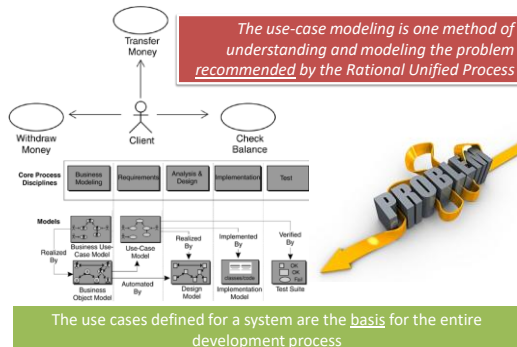 Transfer
Money
The use-case modeling is one method of
understanding and modeling the problem
recommended by the Rational Unified Process
Withdraw
Money
Client
Check
Balance
Core Process
Disciplines
Business
Modeling
Requirements
Analysis &
Design
Implementation
Test
Models
Business Use-
Case Model
Use-Case
Model
Realized
By
Business
Object Model
Automated
By
Realized
By
Design
Model
Implemented
By
Implementation
Model
Verified
By
OK
OK
Fail
Test Suite
PROBLEM
The use cases defined for a system are the basis for the entire
development process